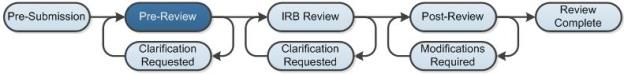 Pre-Submission
Pre-Review
IRB Review
Post-Review
Review
Complete
Clarification
Requested
Clarification
Requested
Modifications
Required